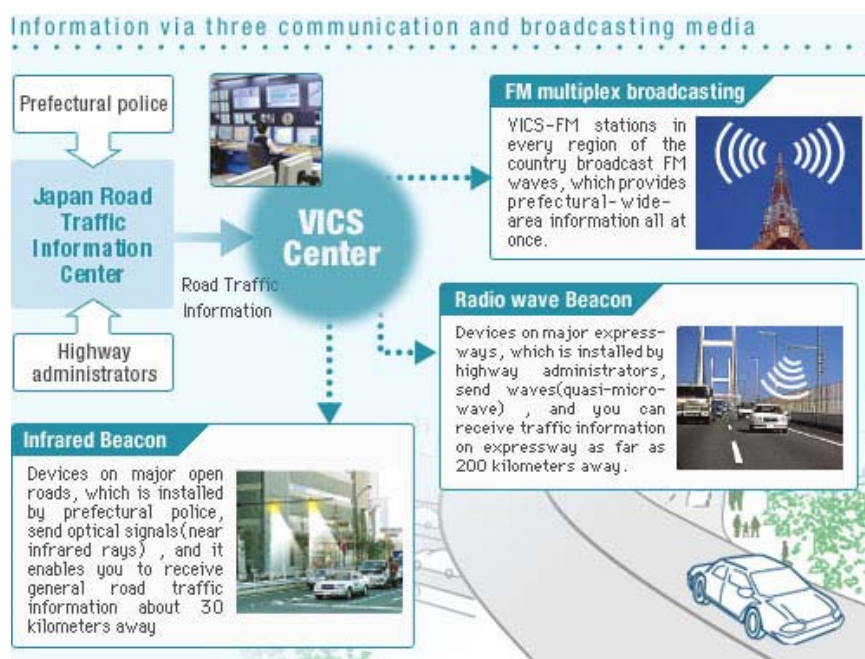 Information via three communication and broadcasting media
Prefectural police
Japan Road
Traffic
Information
Center
Highway
administrators
Road Traffic
Information
VICS
Center
FM multiplex broadcasting
VICS-FM stations in
every region of the
country broadcast FM
waves, which provides
prefectural-wide-
area information all at
once.
Radio wave Beacon
Devices on major express-
ways, which is installed by
highway administrators,
send waves(quasi-micro-
wave) , and you can
receive traffic information
on expressway as far as
200 kilometers away.
Infrared Beacon
Devices on major open
roads, which is installed
by prefectural police,
send optical signals(near
infrared rays) , and it
enables you to receive
general road traffic
information about 30
kilometers away